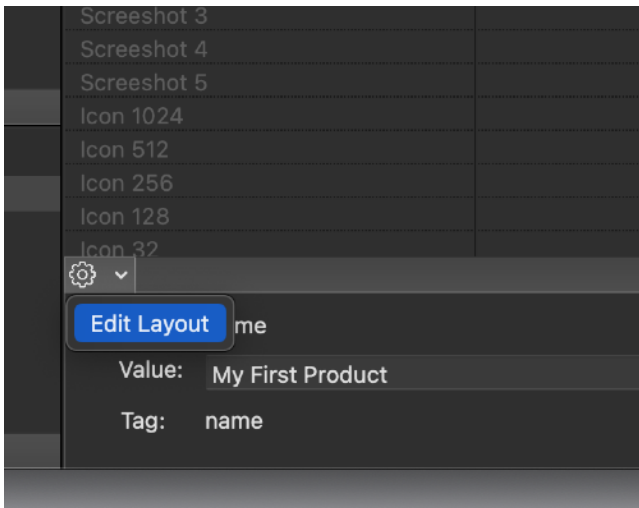 Screeshot 3
Screeshot 4
Screeshot 5
Icon 1024
Icon 512
Icon 256
Icon 128
Icon 32
Edit Layout me
Value: My First Product
Tag: name